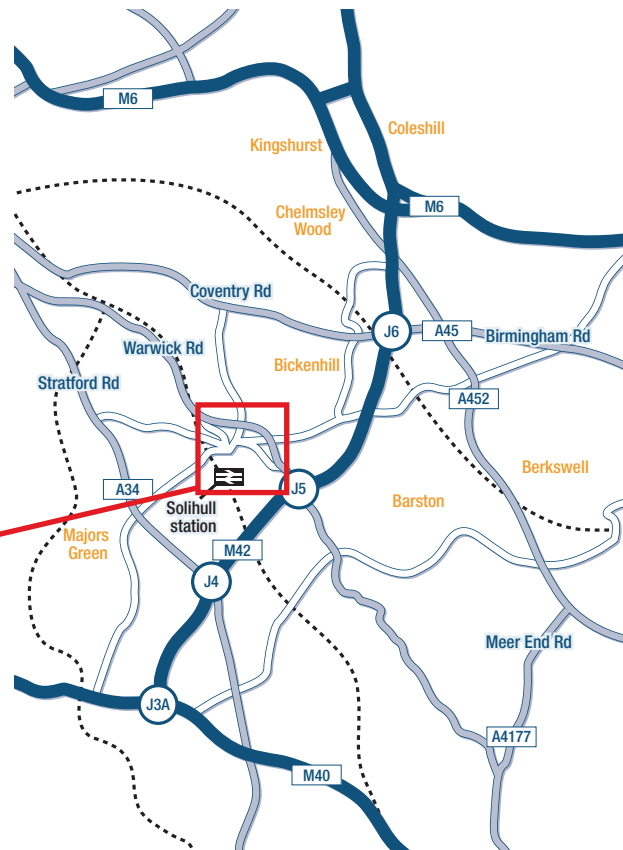 M6
Coleshill
Kingshurst
M6
Chelmsley
Wood
Coventry Rd
J6
A45
Birmingham Rd
Warwick Rd
Bickenhill
Stratford Rd
A452
Berkswell
A34
J5
Barston
Solihull
station
Majors
Green
M42
J4
Meer End Rd
J3A
A4177
M40